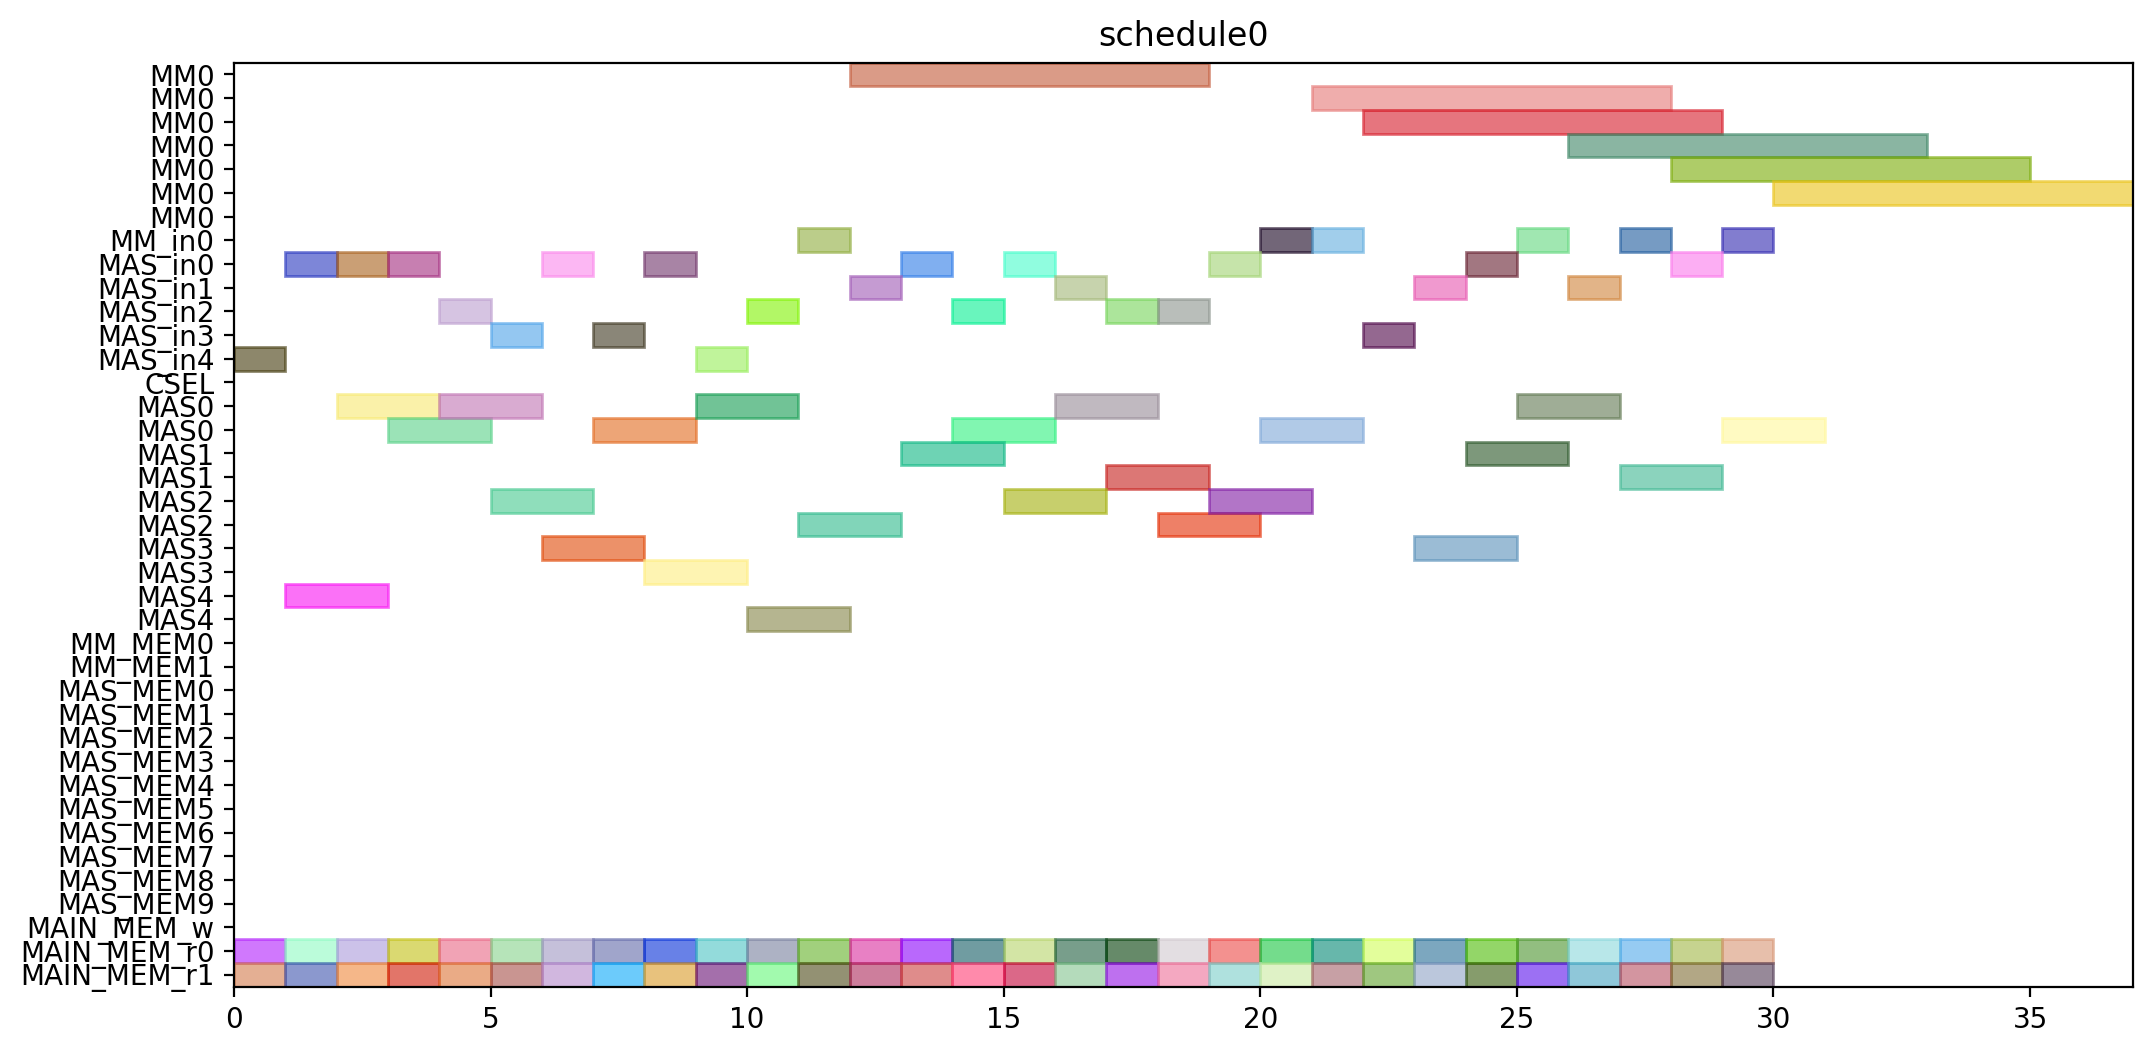 schedule0
MM0
MM0
MM0
MM0
MM0
MM0
MM0
MM_in0
MAS_in0
MAS_in1
MAS_in2
MAS_in3
MAS_in4
CSEL
MAS0
MAS0
MAS1
MAS1
MAS2
MAS2
MAS3
MAS3
MAS4
MAS4
MM_MEM0
MM_MEM1
MAS_MEM0
MAS_MEM1
MAS_MEM2
MAS_MEM3
MAS_MEM4
MAS_MEM5
MAS_MEM6
MAS_MEM7
MAS_MEM8
MAS_MEM9
MAIN_MEM_w
MAIN_MEM_r0
MAIN_MEM_r1
0 5 10 15 20 25 30 35